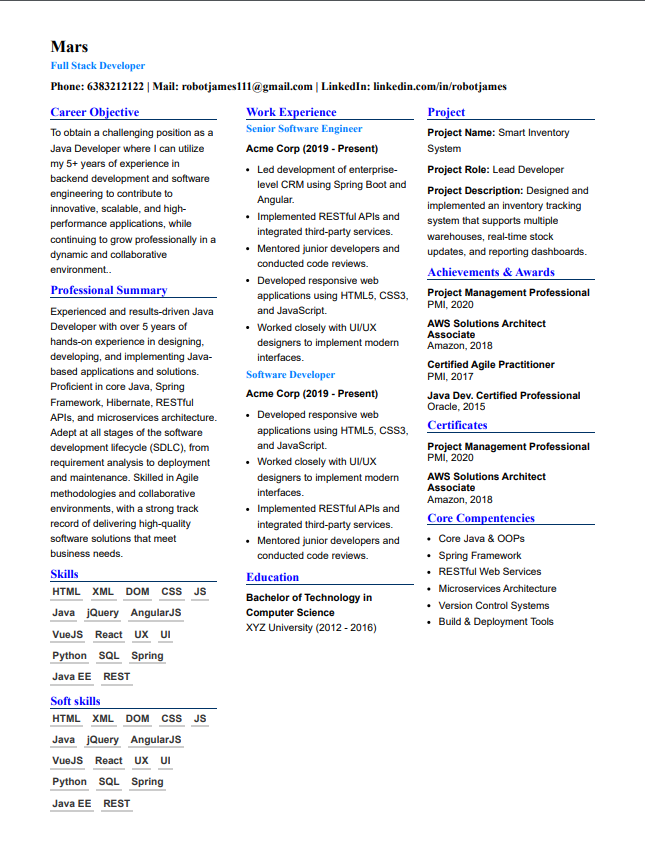 Mars
Full Stack Developer
Phone: 6383212122 | Mail: robotjames111@gmail.com | LinkedIn: linkedin.com/in/robotjames
Career Objective
To obtain a challenging position as a
Java Developer where I can utilize
my 5+ years of experience in
backend development and software
engineering to contribute to
innovative, scalable, and high-
performance applications, while
continuing to grow professionally in a
dynamic and collaborative
environment..
Professional Summary
Experienced and results-driven Java
Developer with over 5 years of
hands-on experience in designing,
developing, and implementing Java-
based applications and solutions.
Proficient in core Java, Spring
Framework, Hibernate, RESTful
APIs, and microservices architecture.
Adept at all stages of the software
development lifecycle (SDLC), from
requirement analysis to deployment
and maintenance. Skilled in Agile
methodologies and collaborative
environments, with a strong track
record of delivering high-quality
software solutions that meet
business needs.
Skills
HTML XML DOM CSS JS
Java jQuery AngularJS
VueJS React UX UI
Python SQL Spring
Java EE REST
Soft skills
HTML XML DOM CSS JS
Java jQuery AngularJS
VueJS React UX UI
Python SQL Spring
Java EE REST
Work Experience
Senior Software Engineer
Acme Corp (2019 - Present)
• Led development of enterprise-
level CRM using Spring Boot and
Angular.
• Implemented RESTful APIs and
integrated third-party services.
• Mentored junior developers and
conducted code reviews.
• Developed responsive web
applications using HTML5, CSS3,
and JavaScript.
• Worked closely with UI/UX
designers to implement modern
interfaces.
Software Developer
Acme Corp (2019 - Present)
• Developed responsive web
applications using HTML5, CSS3,
and JavaScript.
• Worked closely with UI/UX
designers to implement modern
interfaces.
• Implemented RESTful APIs and
integrated third-party services.
• Mentored junior developers and
conducted code reviews.
Education
Bachelor of Technology in
Computer Science
XYZ University (2012 - 2016)
Project
Project Name: Smart Inventory
System
Project Role: Lead Developer
Project Description: Designed and
implemented an inventory tracking
system that supports multiple
warehouses, real-time stock
updates, and reporting dashboards.
Achievements & Awards
Project Management Professional
PMI, 2020
AWS Solutions Architect
Associate
Amazon, 2018
Certified Agile Practitioner
PMI, 2017
Java Dev. Certified Professional
Oracle, 2015
Certificates
Project Management Professional
PMI, 2020
AWS Solutions Architect
Associate
Amazon, 2018
Core Compentencies
• Core Java & OOPs
• Spring Framework
• RESTful Web Services
• Microservices Architecture
• Version Control Systems
• Build & Deployment Tools